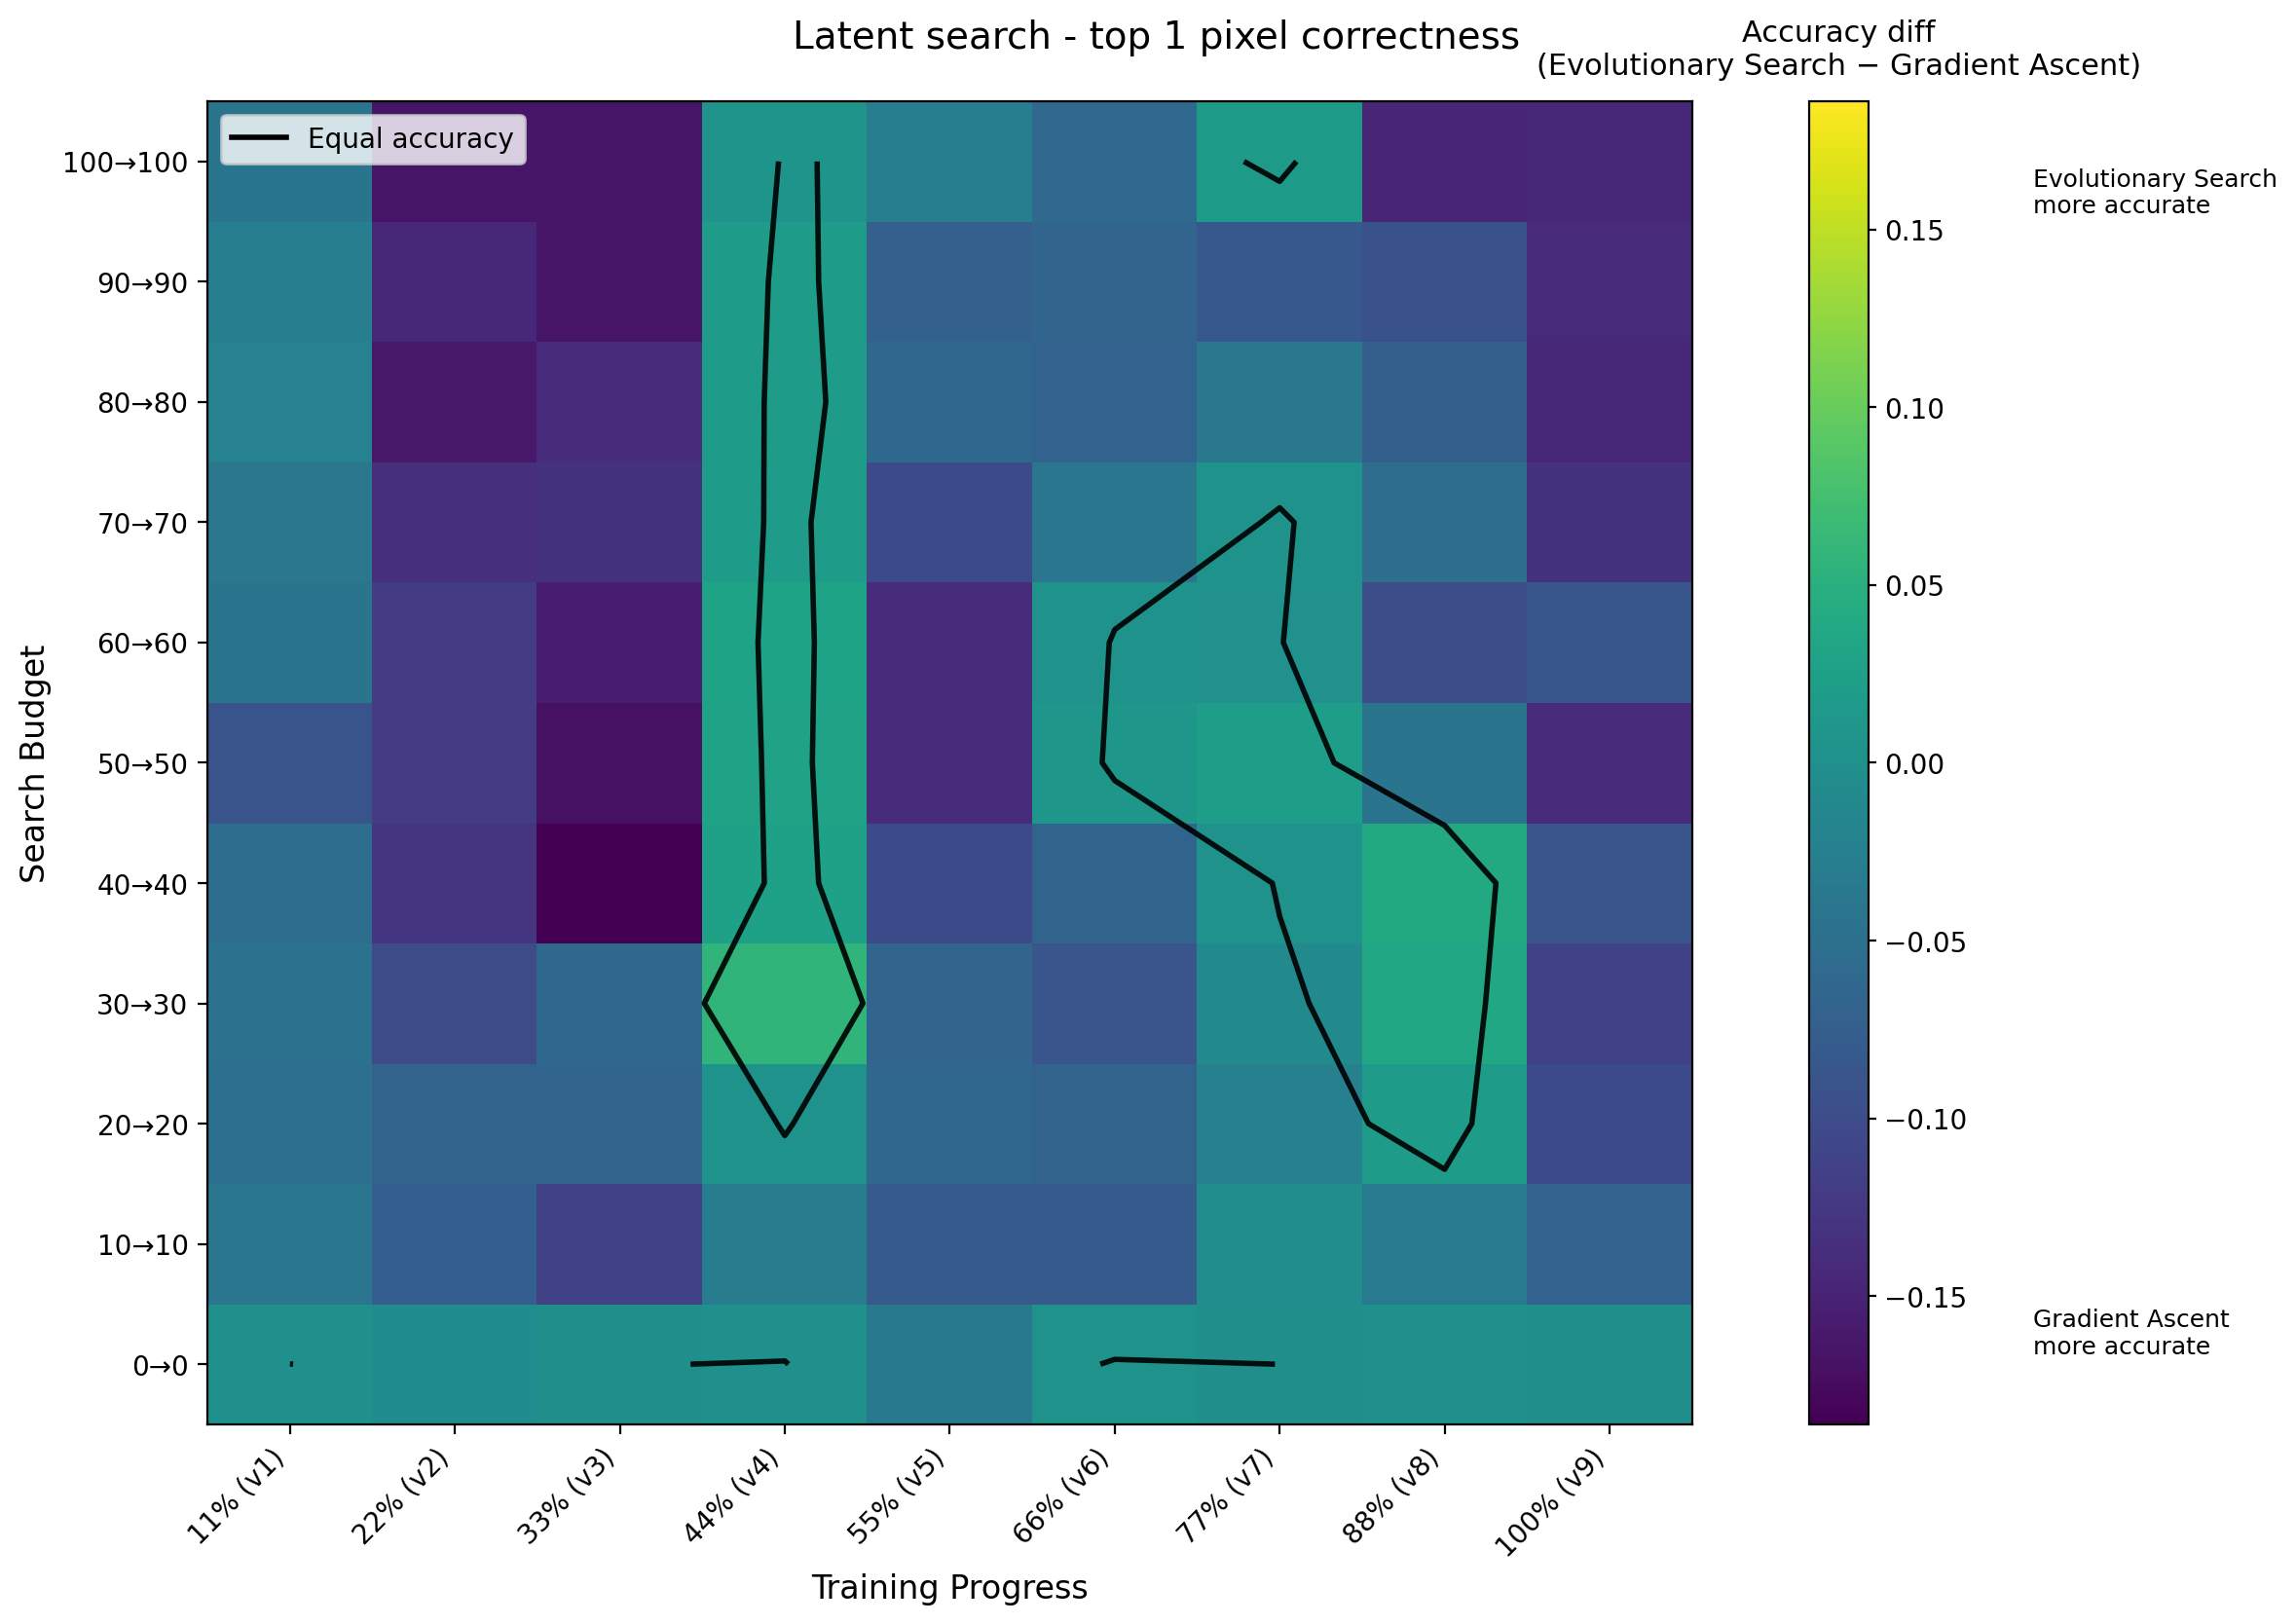 Latent search - top 1 pixel correctness
Accuracy diff
(Evolutionary Search − Gradient Ascent)
Equal accuracy
Search Budget
100→100
90→90
80→80
70→70
60→60
50→50
40→40
30→30
20→20
10→10
0→0
11% (v1)
22% (v2)
33% (v3)
44% (v4)
55% (v5)
66% (v6)
77% (v7)
88% (v8)
100% (v9)
Training Progress
0.15
0.10
0.05
0.00
−0.05
−0.10
−0.15
Evolutionary Search
more accurate
Gradient Ascent
more accurate